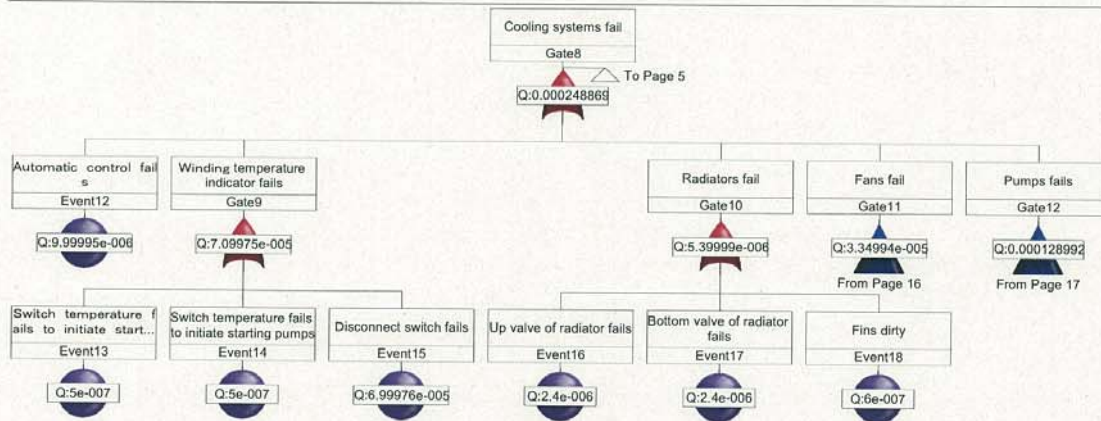 Cooling systems fail
Gate8
To Page 5
Q:0.000248869
Automatic control fail
s
Event12
Q:9.99995e-006
Winding temperature
indicator fails
Gate9
Q:7.09975e-005
Radiators fail
Gate10
Q:5.39999e-006
Fans fail
Gate11
Q:3.34994e-005
From Page 16
Pumps fails
Gate12
Q:0.000128992
From Page 17
Switch temperature f
ails to initiate start...
Event13
Q:5e-007
Switch temperature fails
to initiate starting pumps
Event14
Q:5e-007
Disconnect switch fails
Event15
Q:6.99976e-005
Up valve of radiator fails
Event16
Q:2.4e-006
Bottom valve of radiator
fails
Event17
Q:2.4e-006
Fins dirty
Event18
Q:6e-007